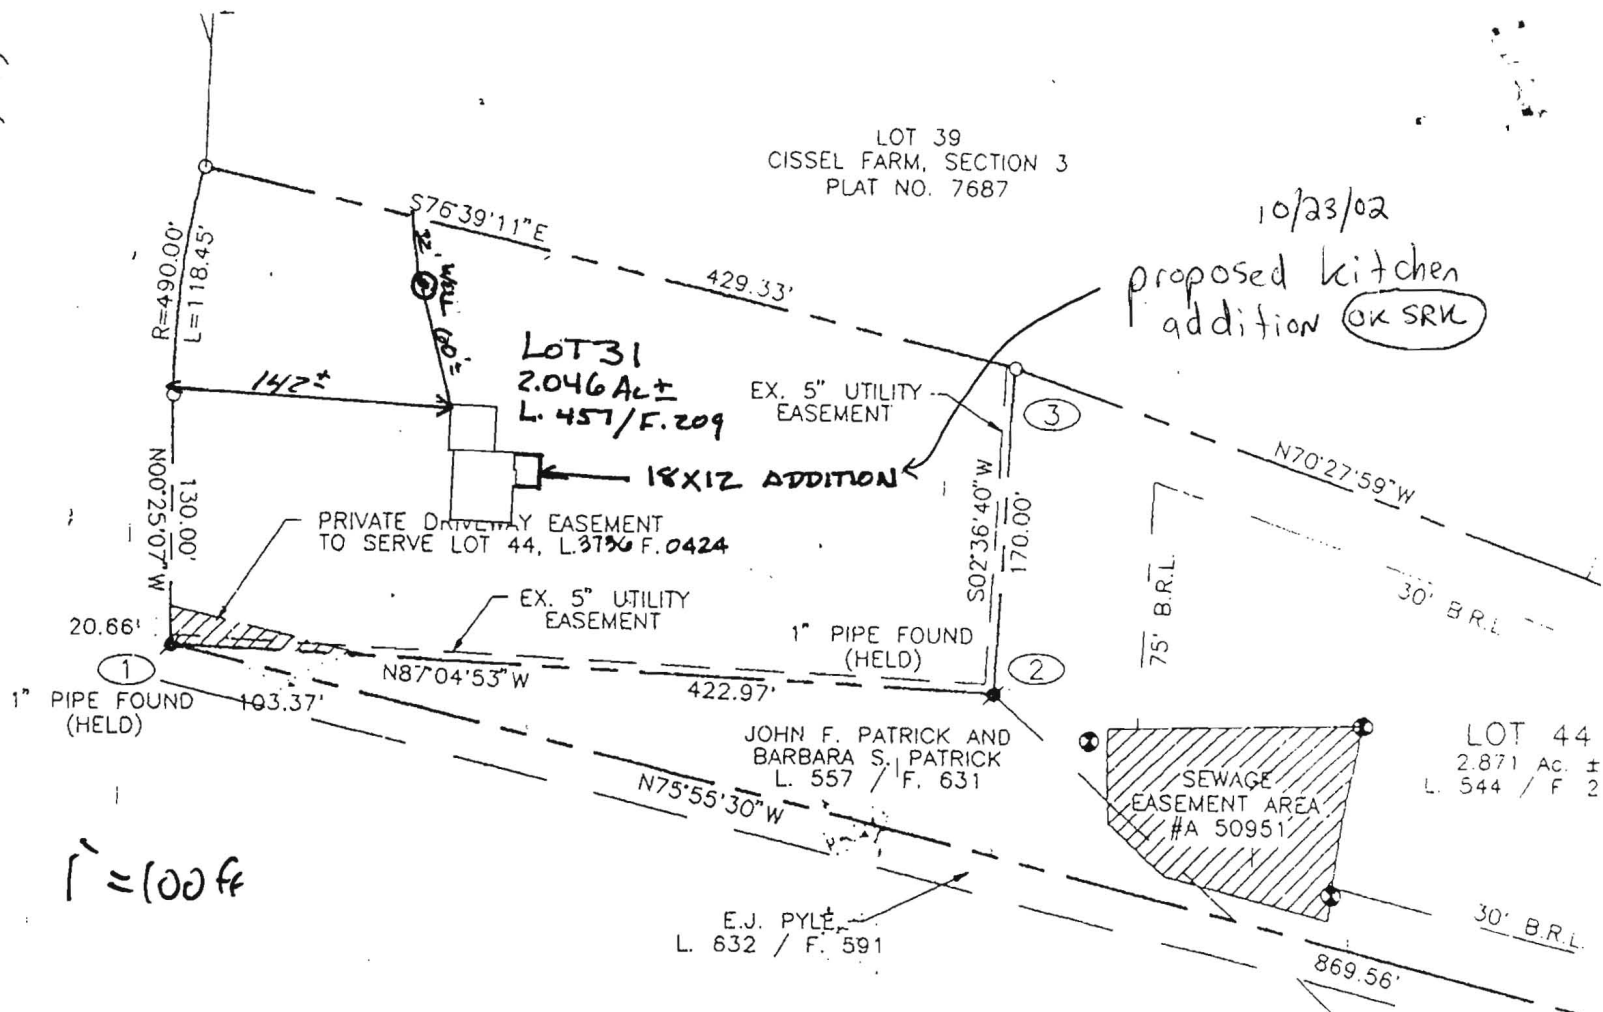 LOT 39
CISSEL FARM, SECTION 3
PLAT NO. 7687
10/23/02
proposed kitchen
addition OK SRK
S76°39'11"E
429.33'
R=490.00'
L=118.45'
WELL
LOT 31
2.046 Ac ±
L. 457/F. 209
142±
EX. 5" UTILITY
EASEMENT
3
N70°27'59"W
18X12 ADDITION
N00°25'07"W
130.00'
S02°36'40"W
170.00'
PRIVATE DRIVEWAY EASEMENT
TO SERVE LOT 44, L.3736 F.0424
75' B.R.L.
30' B.R.L
EX. 5" UTILITY
EASEMENT
20.66'
1
1" PIPE FOUND
(HELD)
1" PIPE FOUND
(HELD)
2
103.37'
N87°04'53"W
422.97'
JOHN F. PATRICK AND
BARBARA S. PATRICK
L. 557 / F. 631
N75°55'30"W
SEWAGE
EASEMENT AREA
#A 50951
LOT 44
2.871 Ac. ±
L. 544 / F 2
1" = 100 ft
E.J. PYLE
L. 632 / F. 591
30' B.R.L.
869.56'